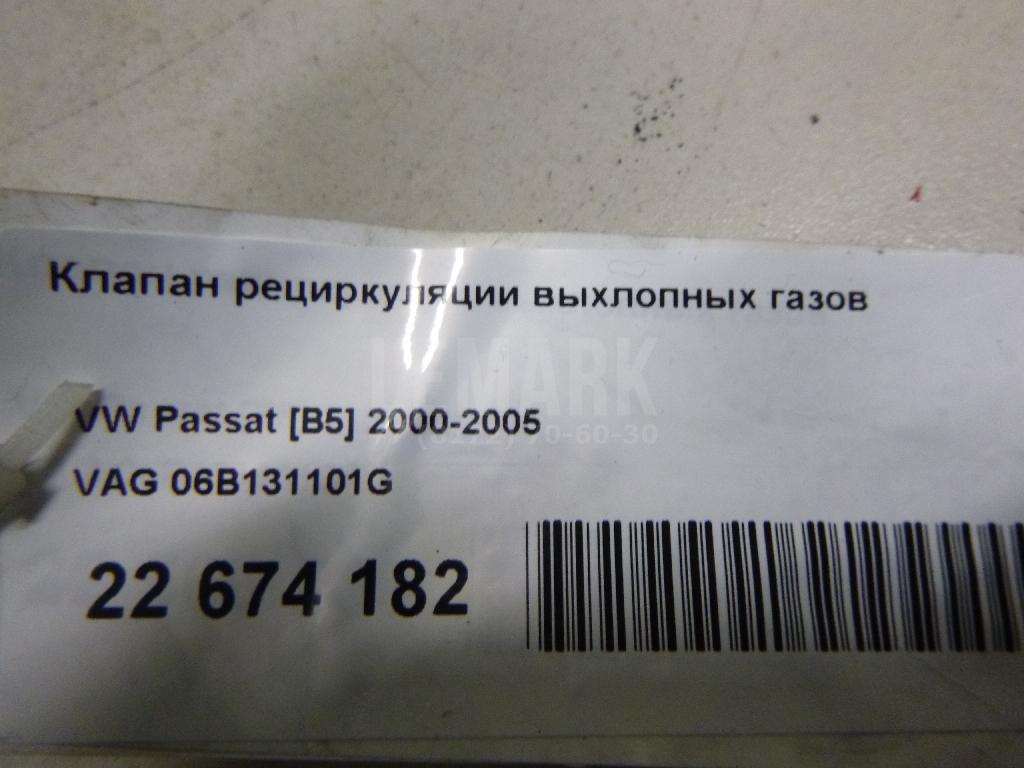 Клапан рециркуляции выхлопных газов
VW Passat [B5] 2000-2005
VAG 06B131101G
22 674 182